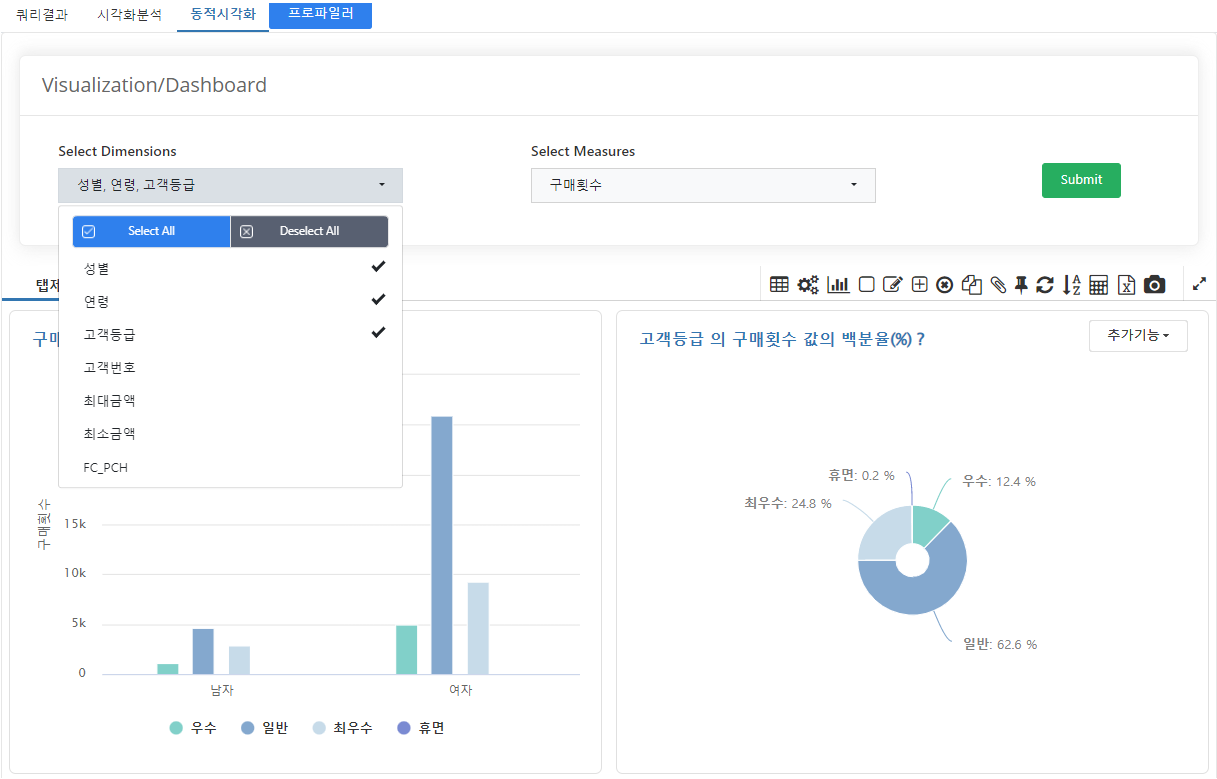 쿼리결과 시각화분석 동적시각화 프로파일러
Visualization/Dashboard
Select Dimensions
Select Measures
성별, 연령, 고객등급
구매횟수
Submit
Select All
Deselect All
성별
연령
고객등급
고객번호
최대금액
최소금액
FC_PCH
탭제
구매
고객등급 의 구매횟수 값의 백분율(%) ?
추가기능
구매횟수
15k
10k
5k
0
남자 여자
우수 일반 최우수 휴면
휴면: 0.2 %
우수: 12.4 %
최우수: 24.8 %
일반: 62.6 %